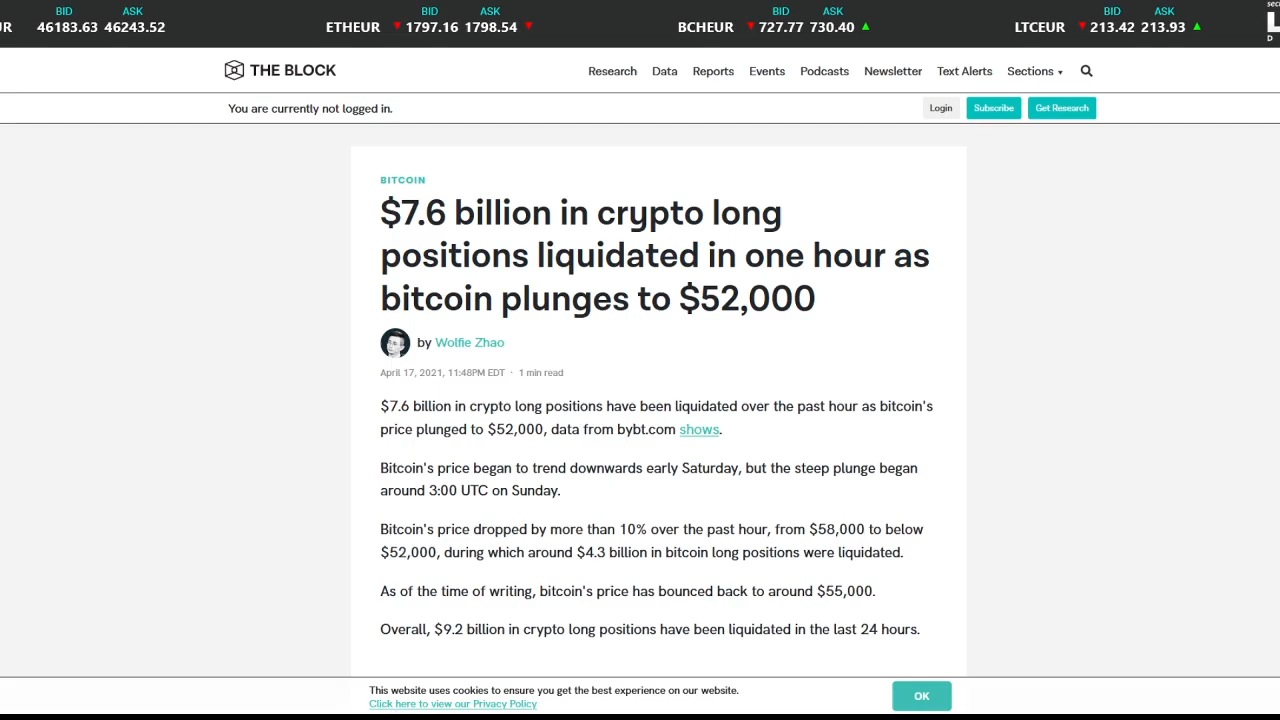 BID ASK BID ASK BID ASK BID ASK
46183.63 46243.52 ETHEUR 1797.16 1798.54 BCHEUR 727.77 730.40 LTCEUR 213.42 213.93
THE BLOCK
Research Data Reports Events Podcasts Newsletter Text Alerts Sections
You are currently not logged in.
Login Subscribe Get Research
BITCOIN
$7.6 billion in crypto long
positions liquidated in one hour as
bitcoin plunges to $52,000
by Wolfie Zhao
April 17, 2021, 11:48PM EDT · 1 min read
$7.6 billion in crypto long positions have been liquidated over the past hour as bitcoin's
price plunged to $52,000, data from bybt.com shows.
Bitcoin's price began to trend downwards early Saturday, but the steep plunge began
around 3:00 UTC on Sunday.
Bitcoin's price dropped by more than 10% over the past hour, from $58,000 to below
$52,000, during which around $4.3 billion in bitcoin long positions were liquidated.
As of the time of writing, bitcoin's price has bounced back to around $55,000.
Overall, $9.2 billion in crypto long positions have been liquidated in the last 24 hours.
This website uses cookies to ensure you get the best experience on our website.
Click here to view our Privacy Policy
OK